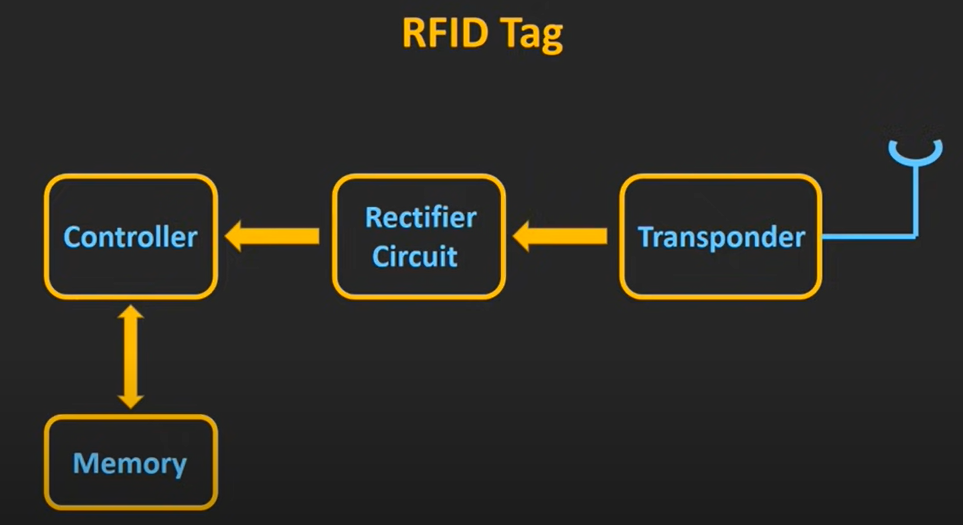 RFID Tag
Controller
Rectifier
Circuit
Transponder
Memory